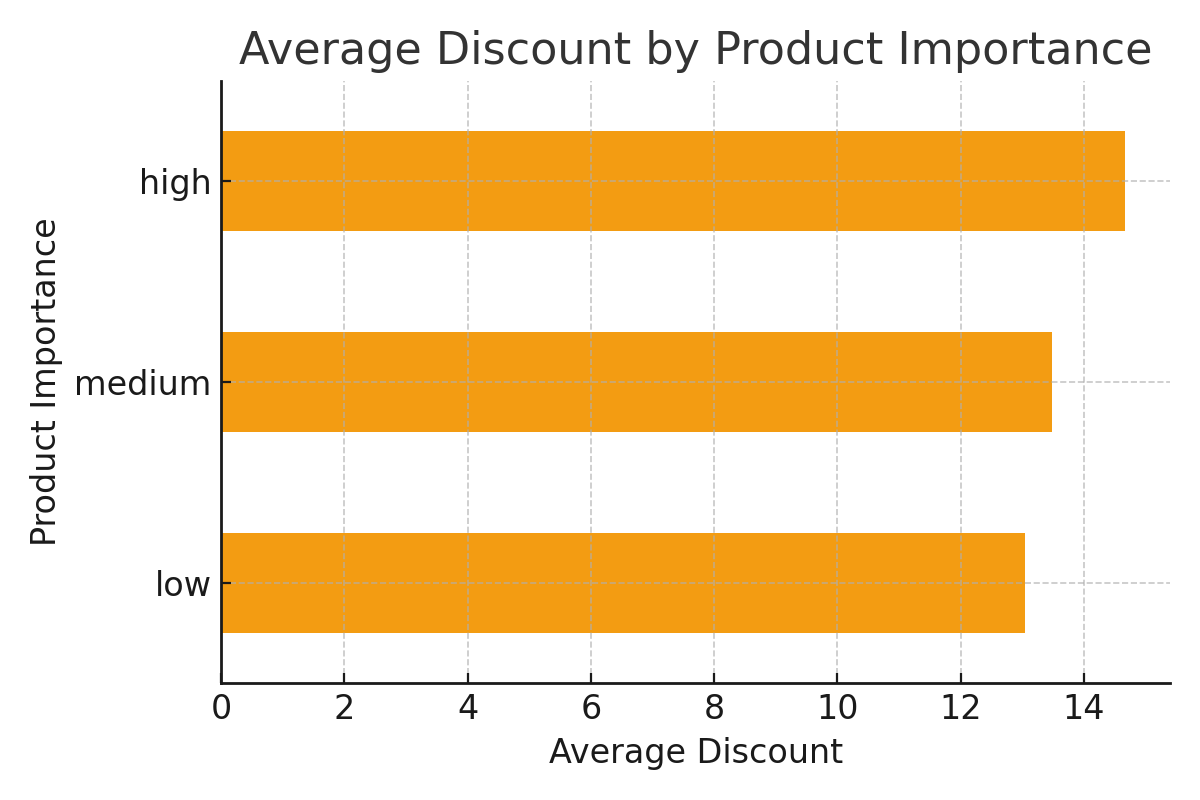 Average Discount by Product Importance
Product Importance
high
medium
low
0 2 4 6 8 10 12 14
Average Discount